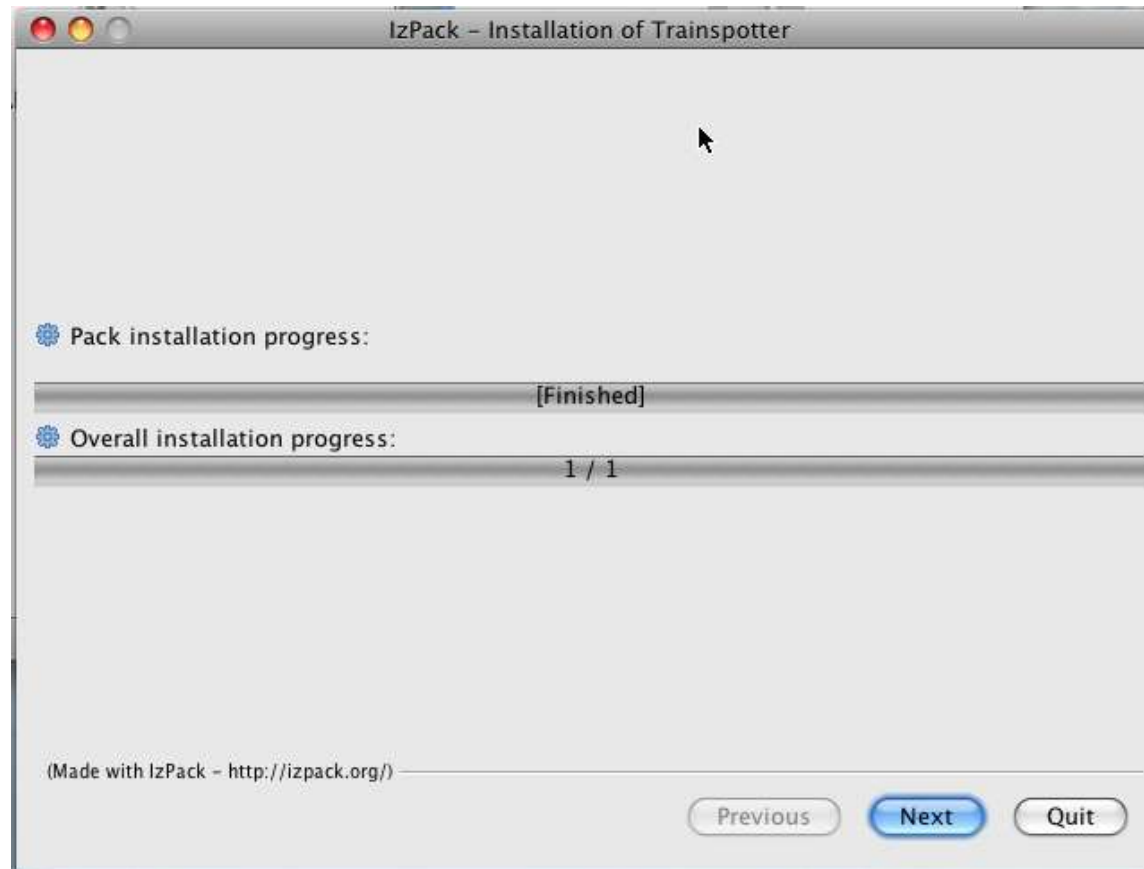 IzPack – Installation of Trainspotter
Pack installation progress:
[Finished]
Overall installation progress:
1 / 1
(Made with IzPack – http://izpack.org/)
Previous Next Quit